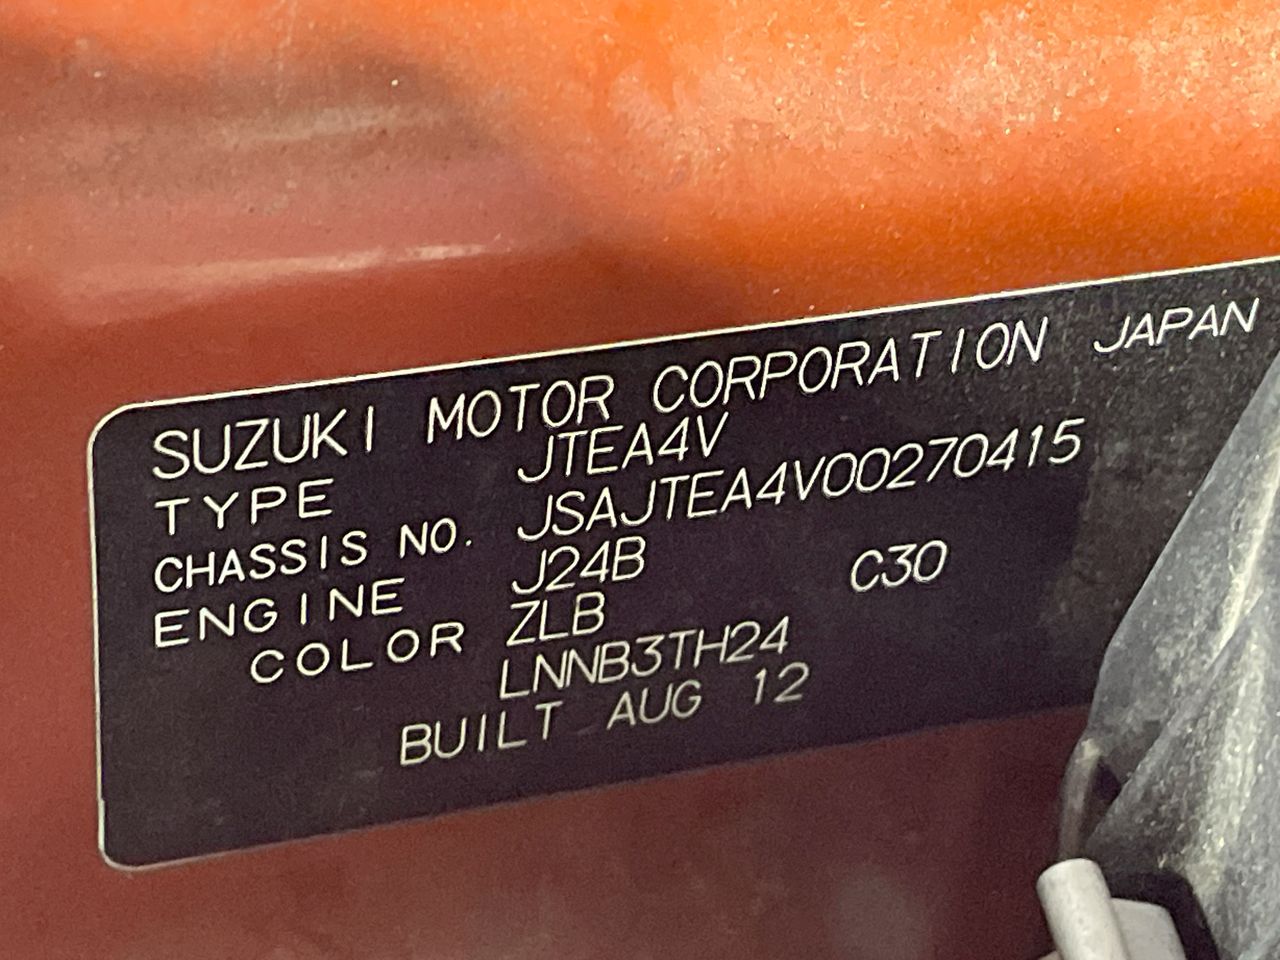 SUZUKI MOTOR CORPORATION JAPAN
TYPE JTEA4V
CHASSIS NO. JSAJTEA4V00270415
ENGINE J24B
COLOR ZLB C30
LNNB3TH24
BUILT AUG 12